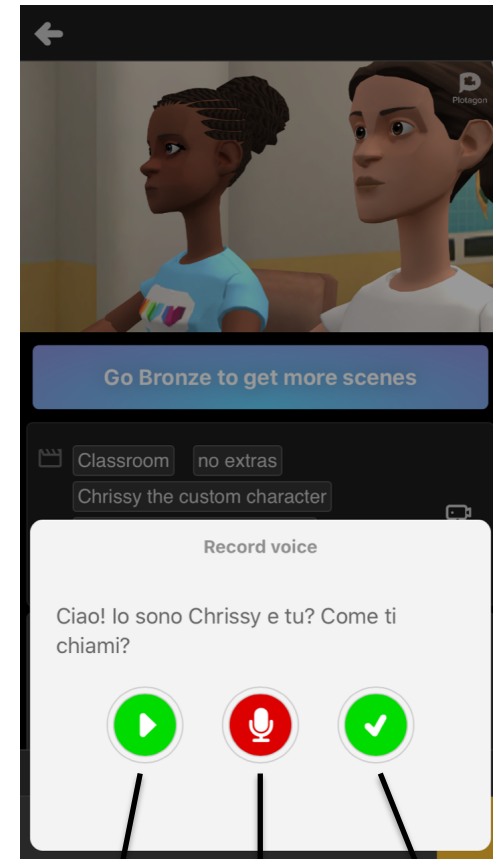 Plotagon
Go Bronze to get more scenes
Classroom no extras
Chrissy the custom character
Record voice
Ciao! Io sono Chrissy e tu? Come ti
chiami?